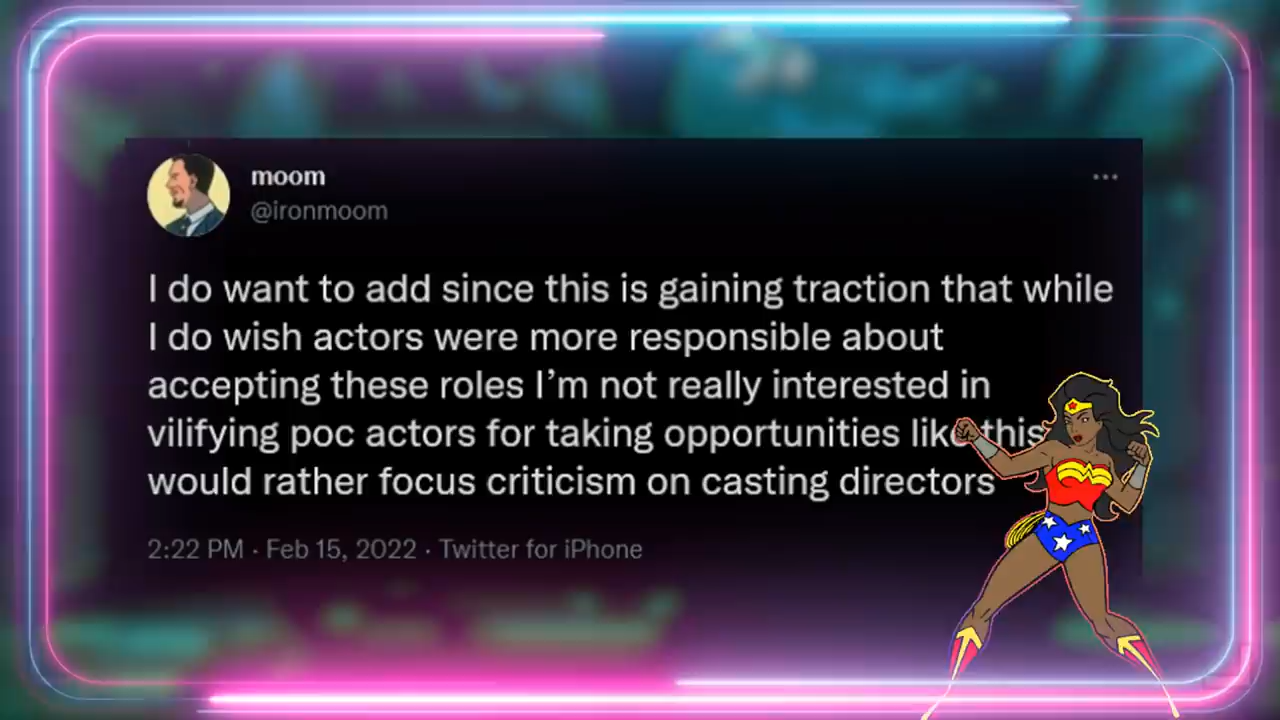 moom
@ironmoom
I do want to add since this is gaining traction that while
I do wish actors were more responsible about
accepting these roles I’m not really interested in
vilifying poc actors for taking opportunities like this
would rather focus criticism on casting directors
2:22 PM · Feb 15, 2022 · Twitter for iPhone